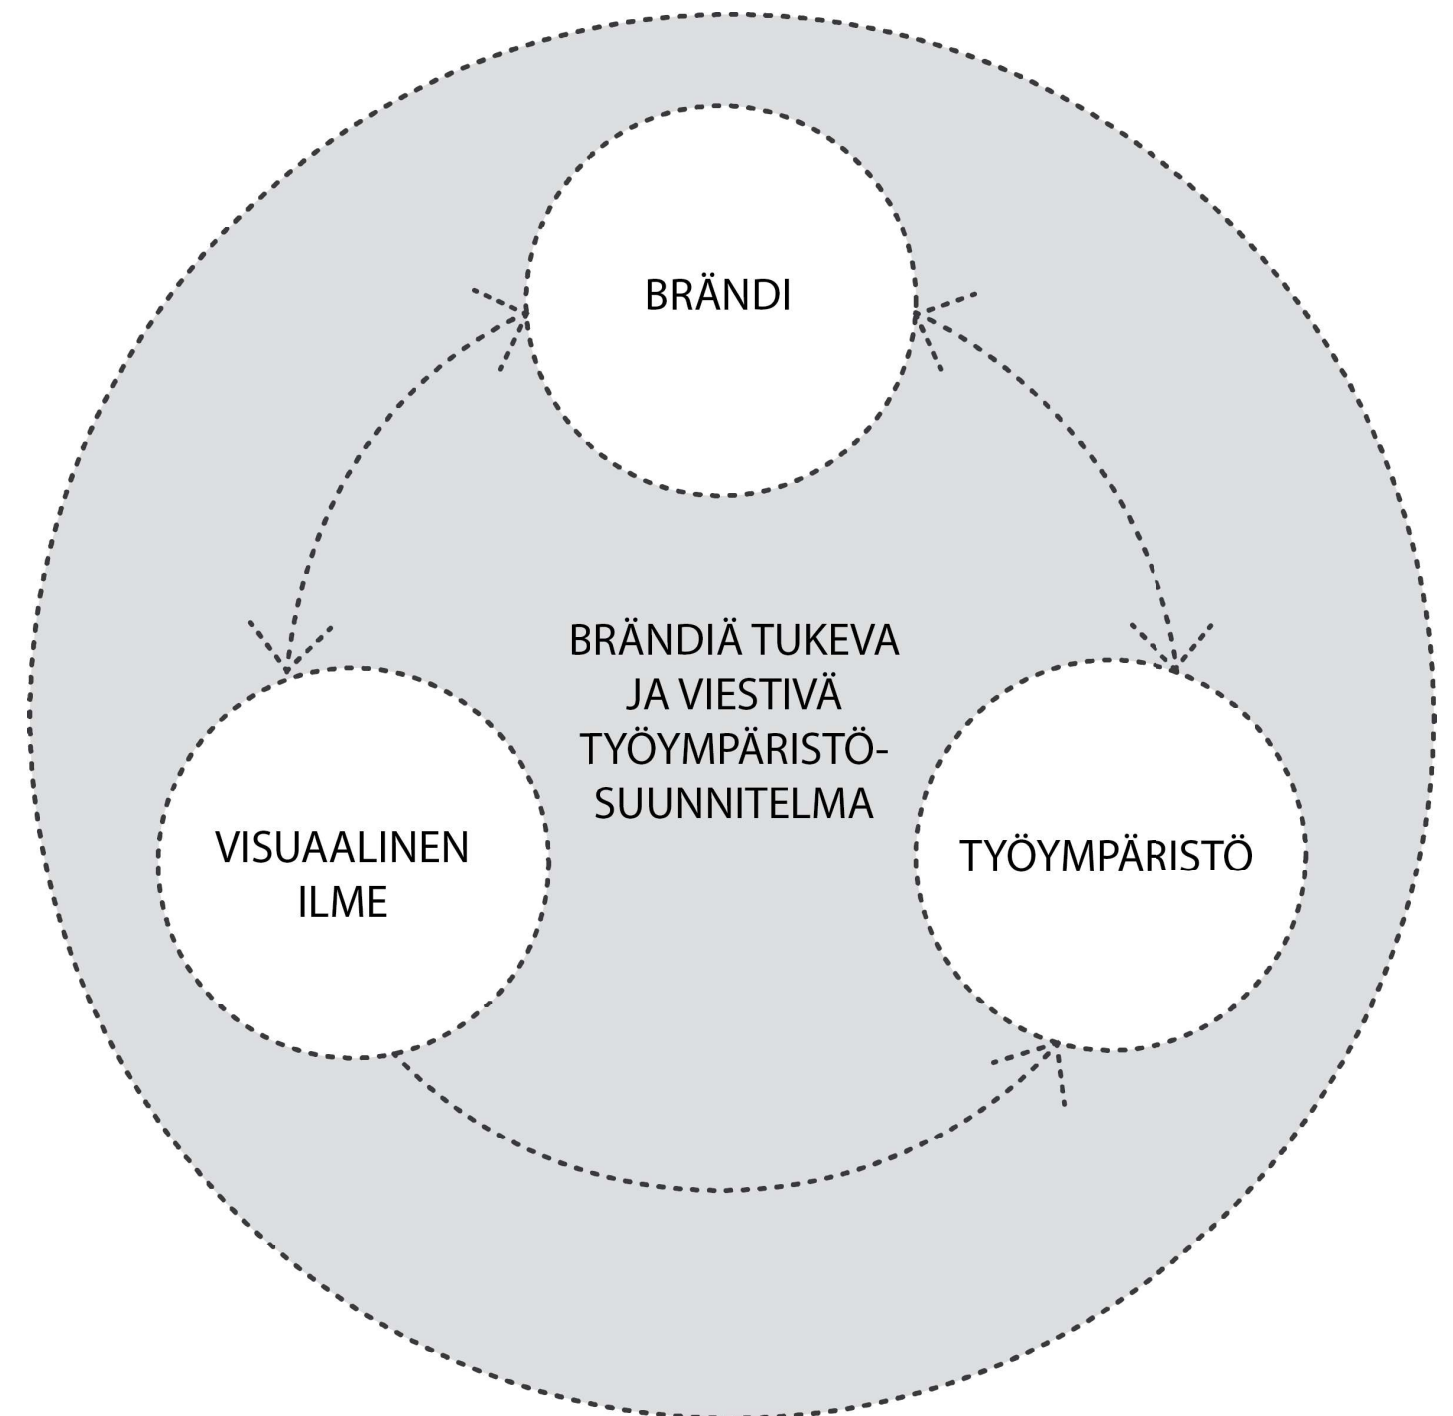 BRÄNDI
BRÄNDIÄ TUKEVA
JA VIESTIVÄ
TYÖYMPÄRISTÖ-
SUUNNITELMA
VISUAALINEN
ILME
TYÖYMPÄRISTÖ